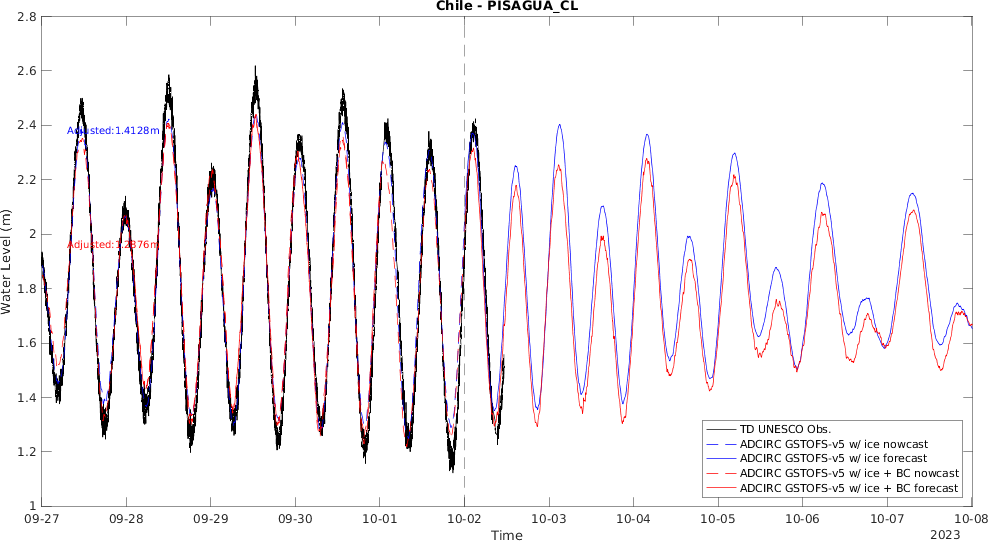 Chile - PISAGUA_CL
2.8
2.6
2.4
2.2
2
1.8
1.6
1.4
1.2
1
Water Level (m)
Adjusted:1.4128m
Adjusted:1.2876m
TD UNESCO Obs.
ADCIRC GSTOFS-v5 w/ ice nowcast
ADCIRC GSTOFS-v5 w/ ice forecast
ADCIRC GSTOFS-v5 w/ ice + BC nowcast
ADCIRC GSTOFS-v5 w/ ice + BC forecast
09-27 09-28 09-29 09-30 10-01 10-02 10-03 10-04 10-05 10-06 10-07 10-08
Time
2023